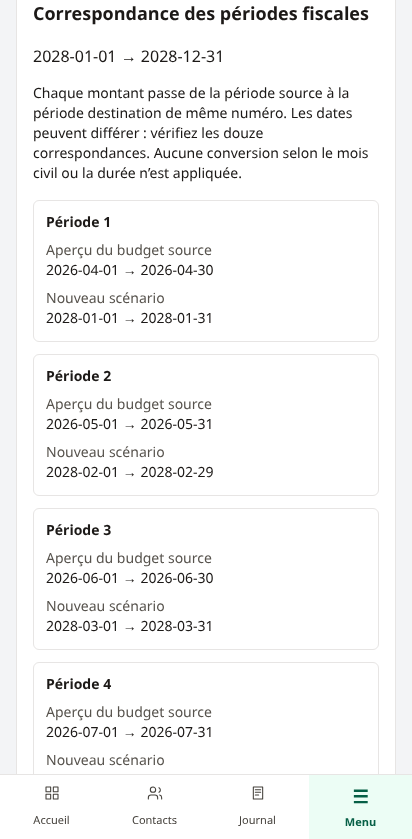 Correspondance des périodes fiscales
2028-01-01 → 2028-12-31
Chaque montant passe de la période source à la
période destination de même numéro. Les dates
peuvent différer : vérifiez les douze
correspondances. Aucune conversion selon le mois
civil ou la durée n’est appliquée.
Période 1
Aperçu du budget source
2026-04-01 → 2026-04-30
Nouveau scénario
2028-01-01 → 2028-01-31
Période 2
Aperçu du budget source
2026-05-01 → 2026-05-31
Nouveau scénario
2028-02-01 → 2028-02-29
Période 3
Aperçu du budget source
2026-06-01 → 2026-06-30
Nouveau scénario
2028-03-01 → 2028-03-31
Période 4
Aperçu du budget source
2026-07-01 → 2026-07-31
Nouveau scénario
Accueil
Contacts
Journal
Menu